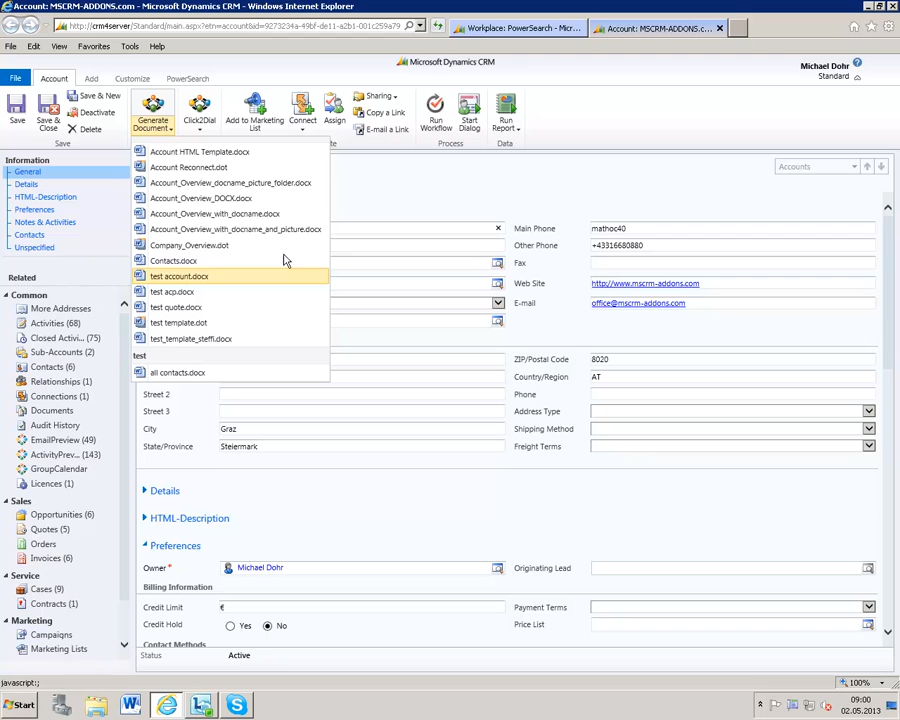 Account: MSCRM-ADDONS.com - Microsoft Dynamics CRM - Windows Internet Explorer
http://crm4server/Standard/main.aspx?etn=account&id=9273234a-9bf-de11-a2b1-001c65c9a79
Workplace: PowerSearch - Micr...
Account: MSCRM-ADDONS.c...
File Edit View Favorites Tools Help
Microsoft Dynamics CRM
Michael Dohr
Standard
File Account Add Customize PowerSearch
Save
Save & Close
Save & New
Deactivate
Delete
Save
Generate Document
Click2Dial
Add to Marketing List
Connect
Assign
Sharing
Copy a Link
E-mail a Link
Run Workflow
Start Dialog
Process
Run Report
Data
Information
General
Details
HTML-Description
Preferences
Notes & Activities
Contacts
Unspecified
Related
Common
More Addresses
Activities (68)
Closed Activi... (75)
Sub-Accounts (2)
Contacts (6)
Relationships (1)
Connections (1)
Documents
Audit History
EmailPreview (49)
ActivityPrev... (143)
GroupCalendar
Licences (1)
Sales
Opportunities (6)
Quotes (5)
Orders
Invoices (6)
Service
Cases (9)
Contracts (1)
Marketing
Campaigns
Marketing Lists
Account HTML Template.docx
Account Reconnect.dot
Account_Overview_docname_picture_folder.docx
Account_Overview_DOCX.docx
Account_Overview_with_docname.docx
Account_Overview_with_docname_and_picture.docx
Company_Overview.dot
Contacts.docx
test account.docx
test acp.docx
test quote.docx
test template.dot
test_template_steffi.docx
test
all contacts.docx
Accounts
Main Phone mathoc40
Other Phone +43316680880
Fax
Web Site http://www.mscrm-addons.com
E-mail office@mscrm-addons.com
ZIP/Postal Code 8020
Country/Region AT
Street 2 Phone
Street 3 Address Type
City Graz Shipping Method
State/Province Steiermark Freight Terms
Details
HTML-Description
Preferences
Owner * Michael Dohr Originating Lead
Billing Information
Credit Limit € Payment Terms
Credit Hold Yes No Price List
Contact Methods
Status Active
javascript:;
100%
Start
09:00
02.05.2013